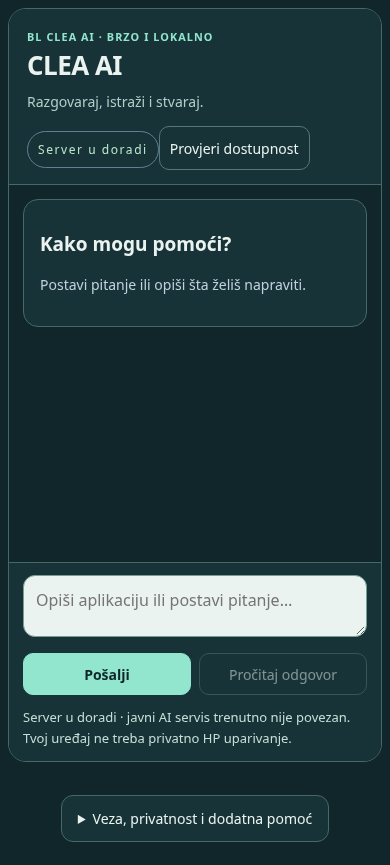 BL CLEA AI · BRZO I LOKALNO
CLEA AI
Razgovaraj, istraži i stvaraj.
Server u doradi
Provjeri dostupnost
Kako mogu pomoći?
Postavi pitanje ili opiši šta želiš napraviti.
Opiši aplikaciju ili postavi pitanje...
Pošalji
Pročitaj odgovor
Server u doradi · javni AI servis trenutno nije povezan.
Tvoj uređaj ne treba privatno HP uparivanje.
▶ Veza, privatnost i dodatna pomoć